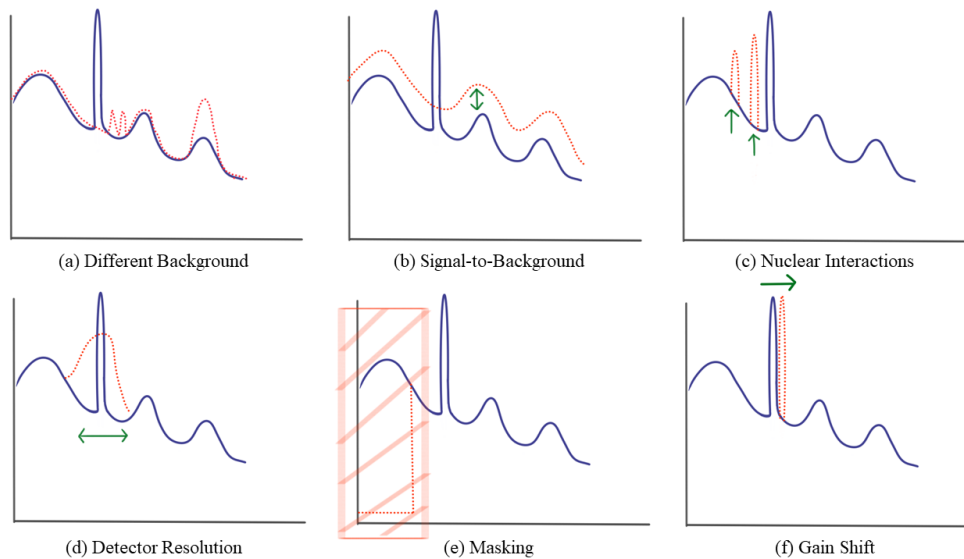 (a) Different Background
(b) Signal-to-Background
(c) Nuclear Interactions
(d) Detector Resolution
(e) Masking
(f) Gain Shift